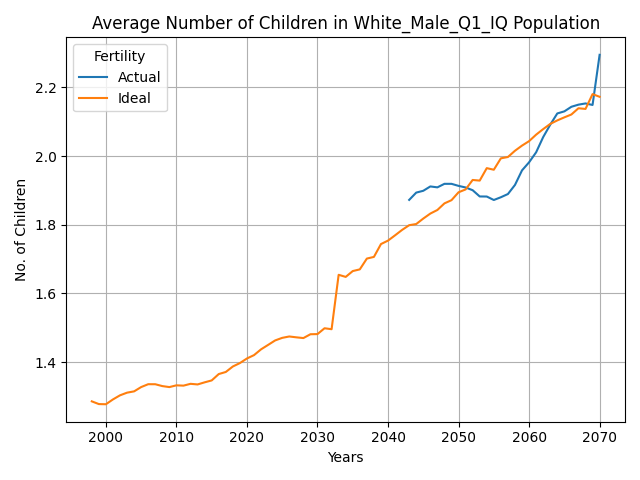 Average Number of Children in White_Male_Q1_IQ Population
Fertility
Actual
Ideal
No. of Children
2.2
2.0
1.8
1.6
1.4
2000 2010 2020 2030 2040 2050 2060 2070
Years